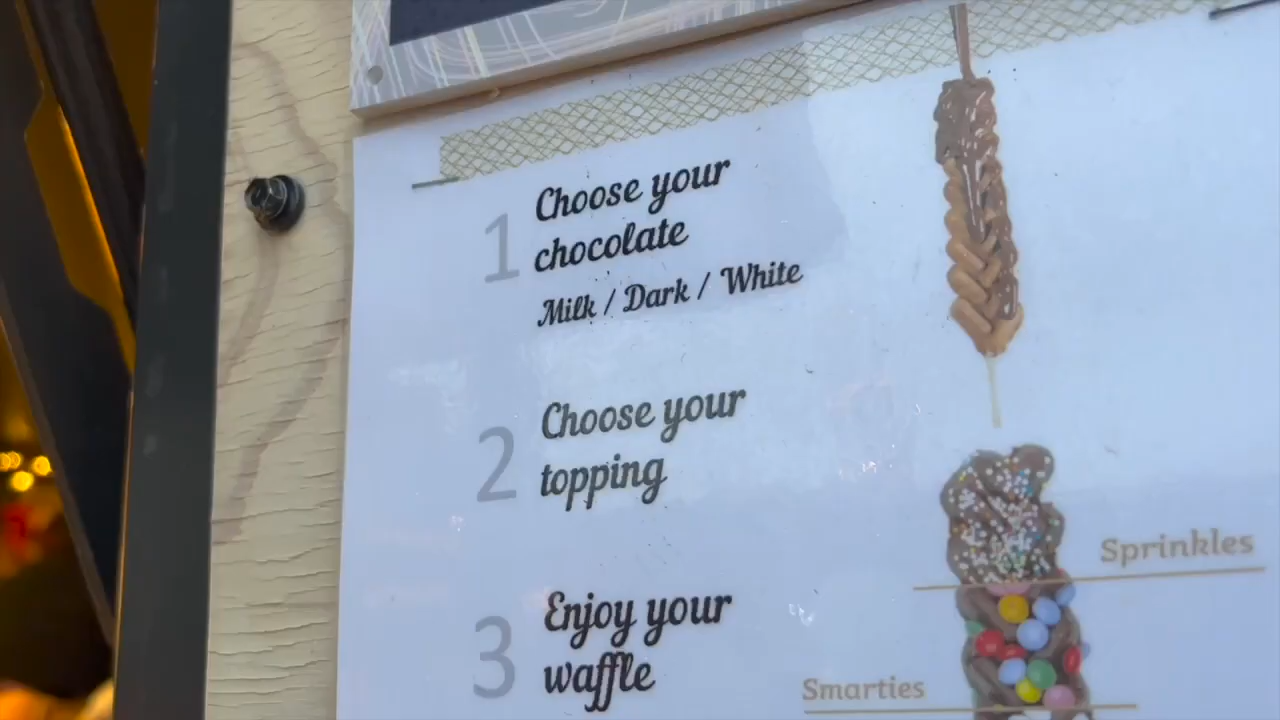 1 Choose your
chocolate
Milk / Dark / White
2 Choose your
topping
Sprinkles
3 Enjoy your
waffle
Smarties